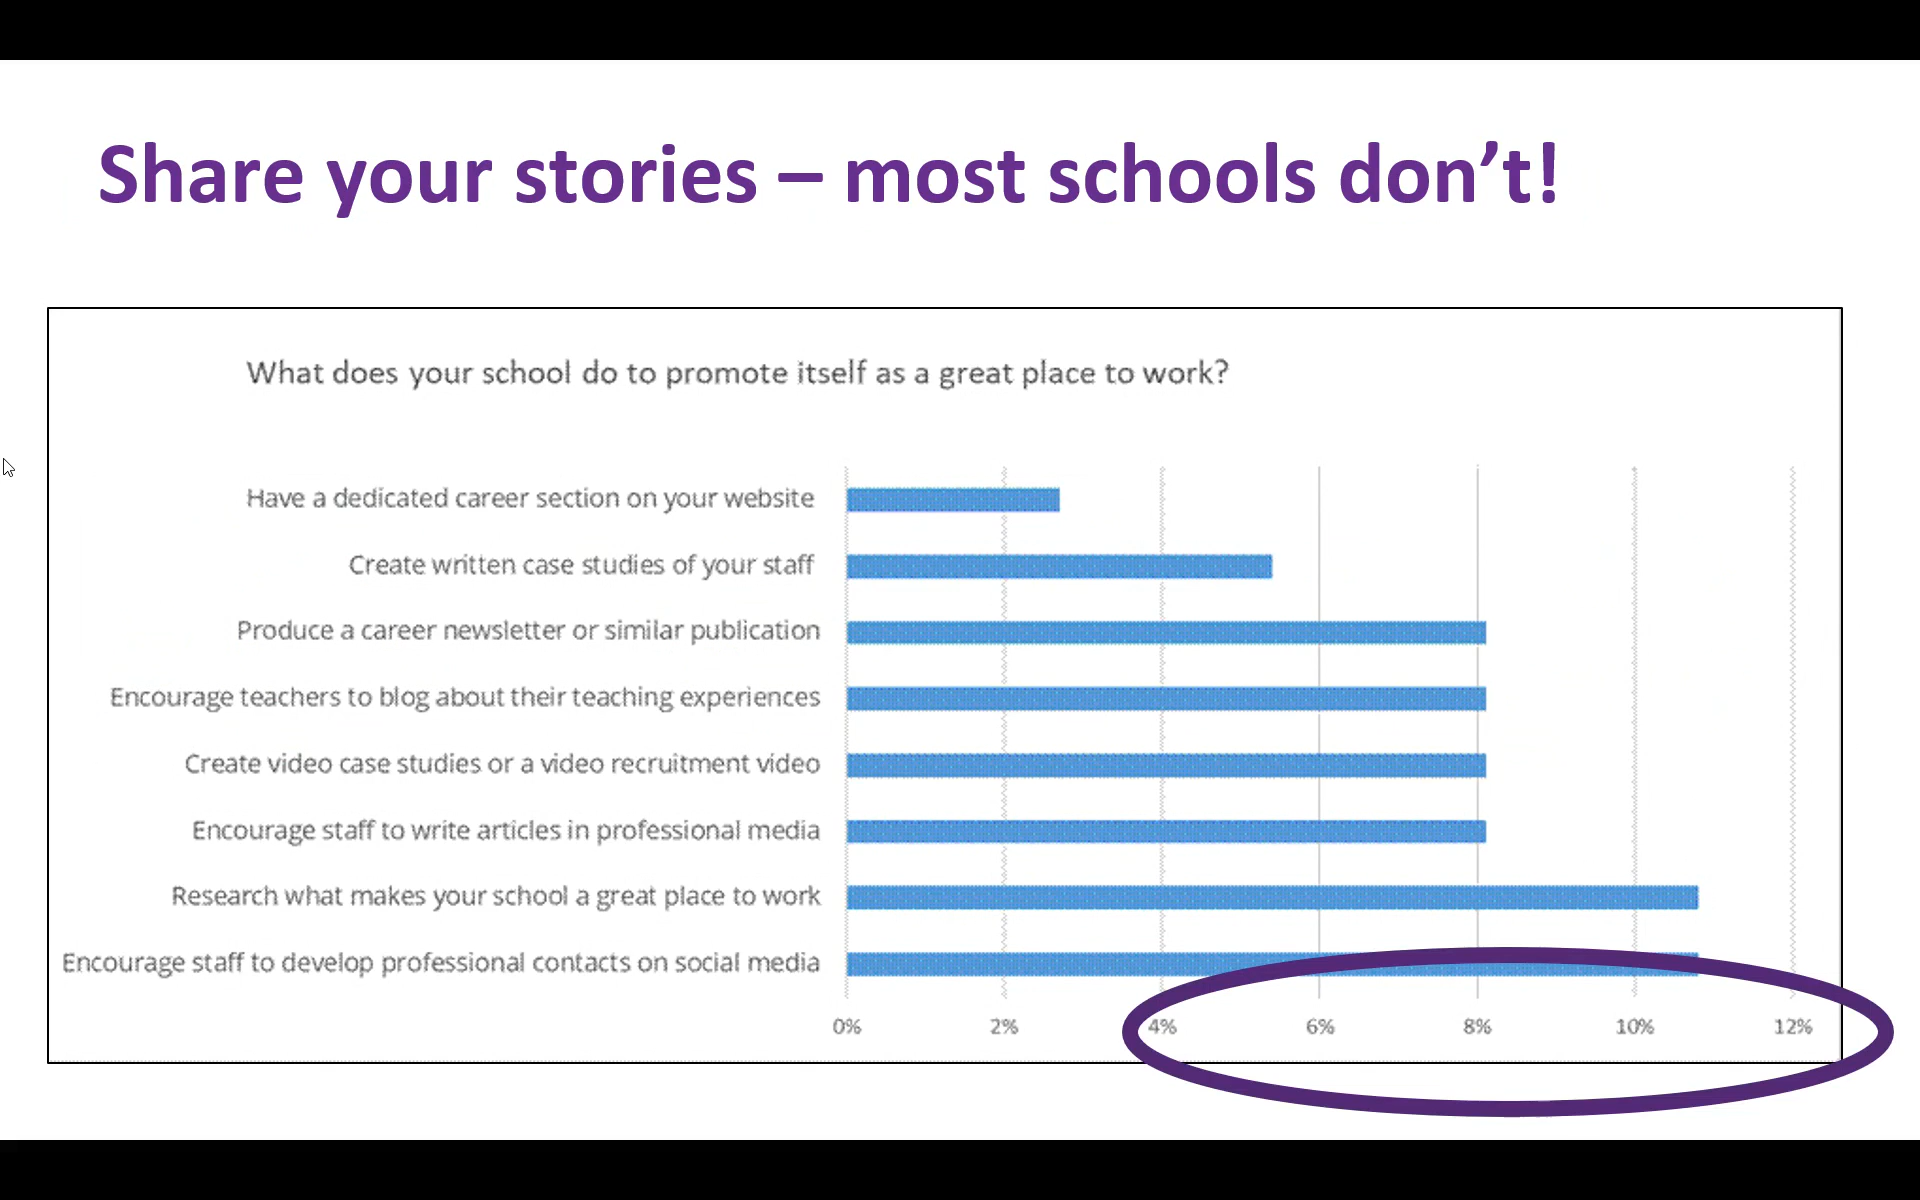 Share your stories – most schools don’t!
What does your school do to promote itself as a great place to work?
Have a dedicated career section on your website
Create written case studies of your staff
Produce a career newsletter or similar publication
Encourage teachers to blog about their teaching experiences
Create video case studies or a video recruitment video
Encourage staff to write articles in professional media
Research what makes your school a great place to work
Encourage staff to develop professional contacts on social media
0% 2% 4% 6% 8% 10% 12%